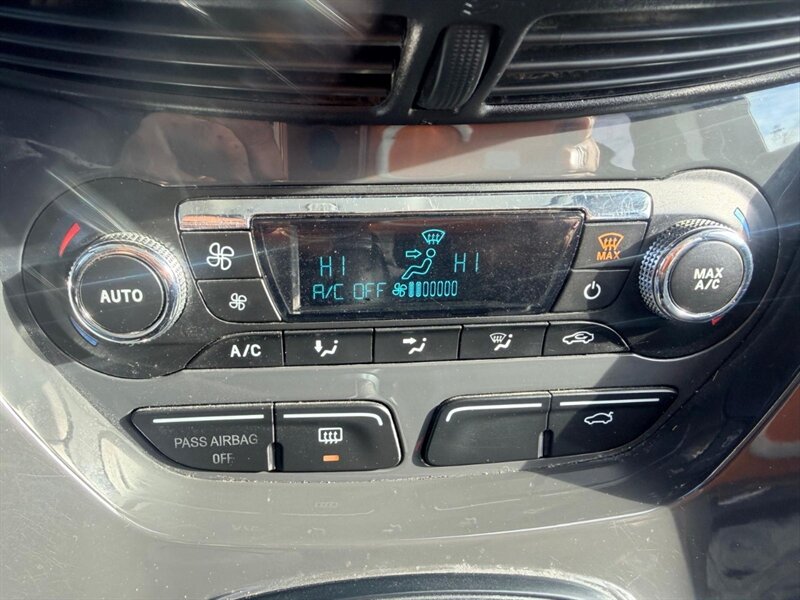 HI HI
A/C OFF
MAX
AUTO
MAX
A/C
A/C
PASS AIRBAG
OFF